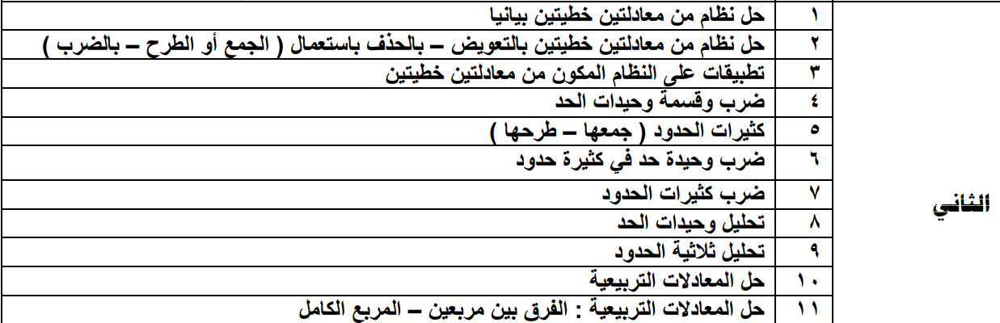 ١ حل نظام من معادلتين خطيتين بيانيا
٢ حل نظام من معادلتين خطيتين بالتعويض – بالحذف باستعمال ( الجمع أو الطرح – بالضرب )
٣ تطبيقات على النظام المكون من معادلتين خطيتين
٤ ضرب وقسمة وحيدات الحد
٥ كثيرات الحدود ( جمعها – طرحها )
٦ ضرب وحيدة حد في كثيرة حدود
٧ ضرب كثيرات الحدود
الثاني
٨ تحليل وحيدات الحد
٩ تحليل ثلاثية الحدود
١٠ حل المعادلات التربيعية
١١ حل المعادلات التربيعية : الفرق بين مربعين – المربع الكامل